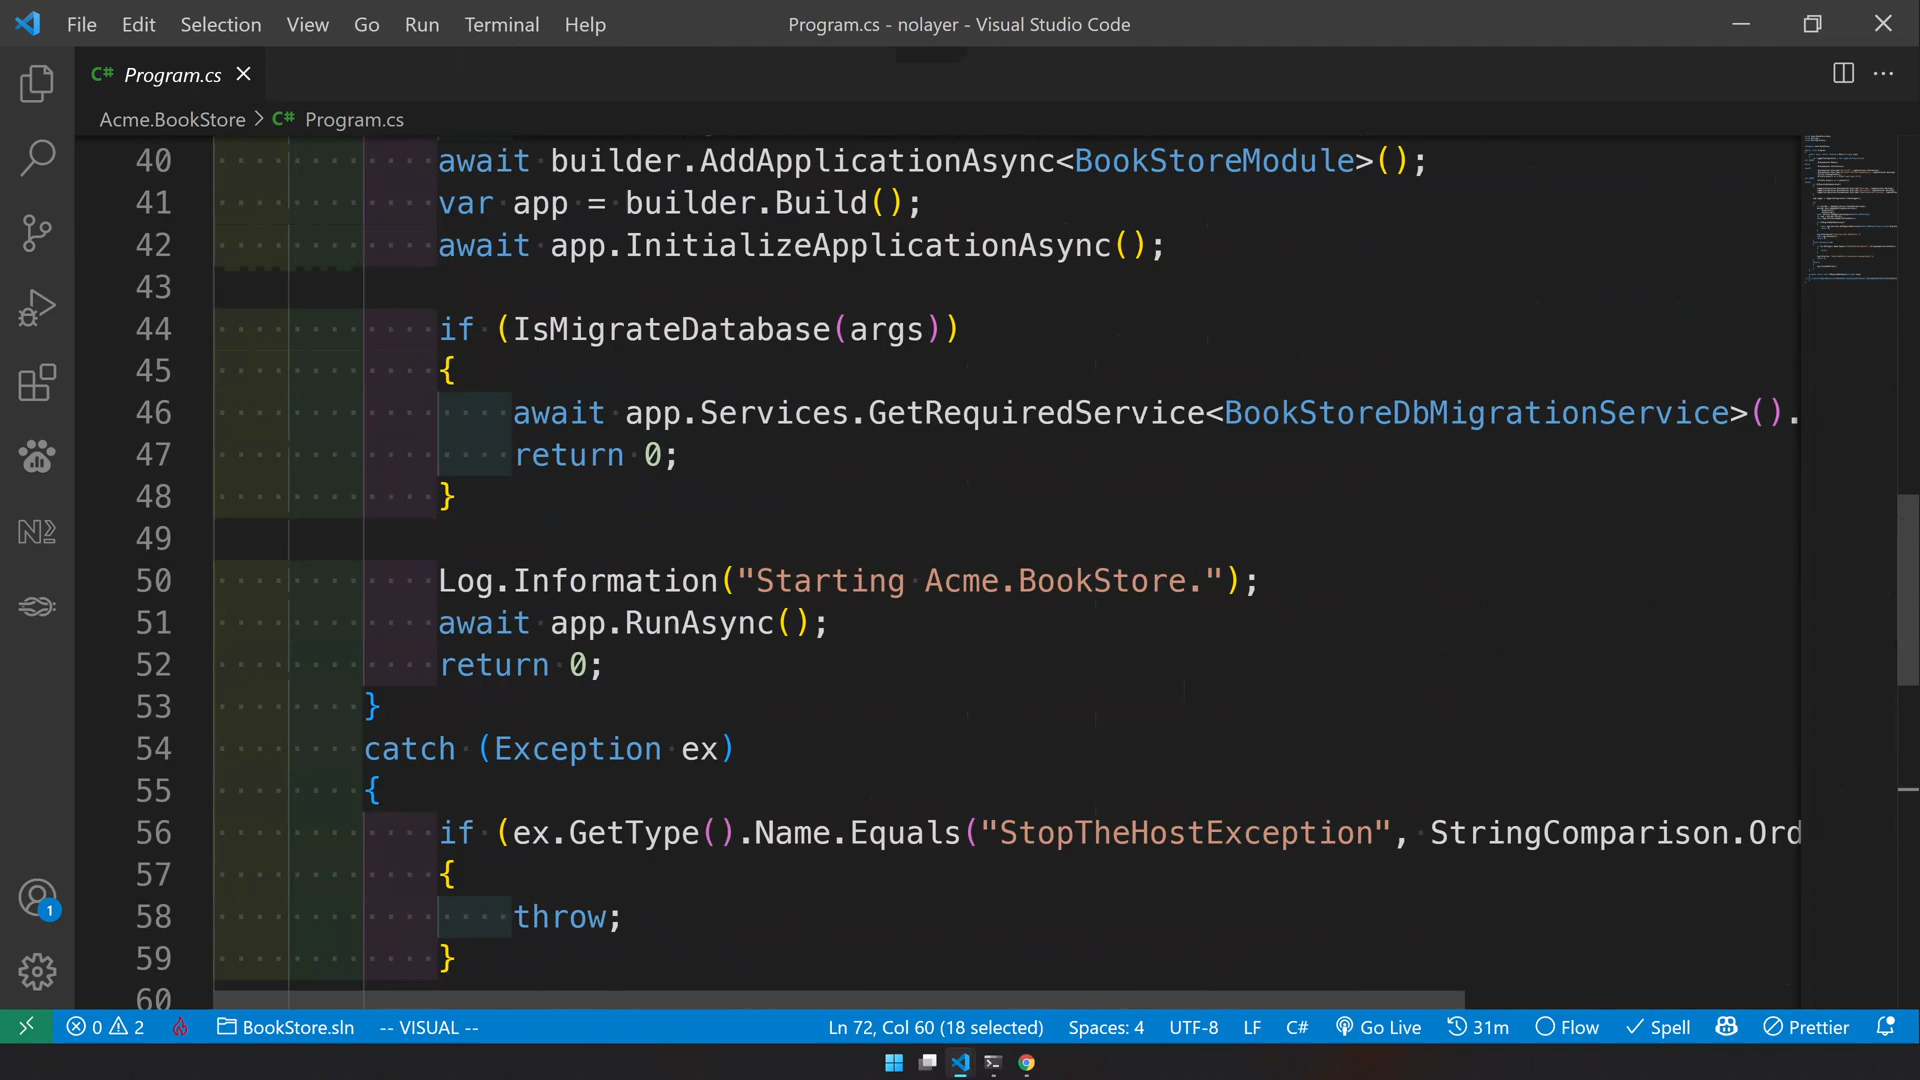 File Edit Selection View Go Run Terminal Help
Program.cs - nolayer - Visual Studio Code
C# Program.cs
Acme.BookStore > C# Program.cs
40 await builder.AddApplicationAsync<BookStoreModule>();
41 var app = builder.Build();
42 await app.InitializeApplicationAsync();
43
44 if (IsMigrateDatabase(args))
45 {
46 await app.Services.GetRequiredService<BookStoreDbMigrationService>().
47 return 0;
48 }
49
50 Log.Information("Starting Acme.BookStore.");
51 await app.RunAsync();
52 return 0;
53 }
54 catch (Exception ex)
55 {
56 if (ex.GetType().Name.Equals("StopTheHostException", StringComparison.Ord
57 {
58 throw;
59 }
60
1
0 2 BookStore.sln -- VISUAL -- Ln 72, Col 60 (18 selected) Spaces: 4 UTF-8 LF C# Go Live 31m Flow Spell Prettier